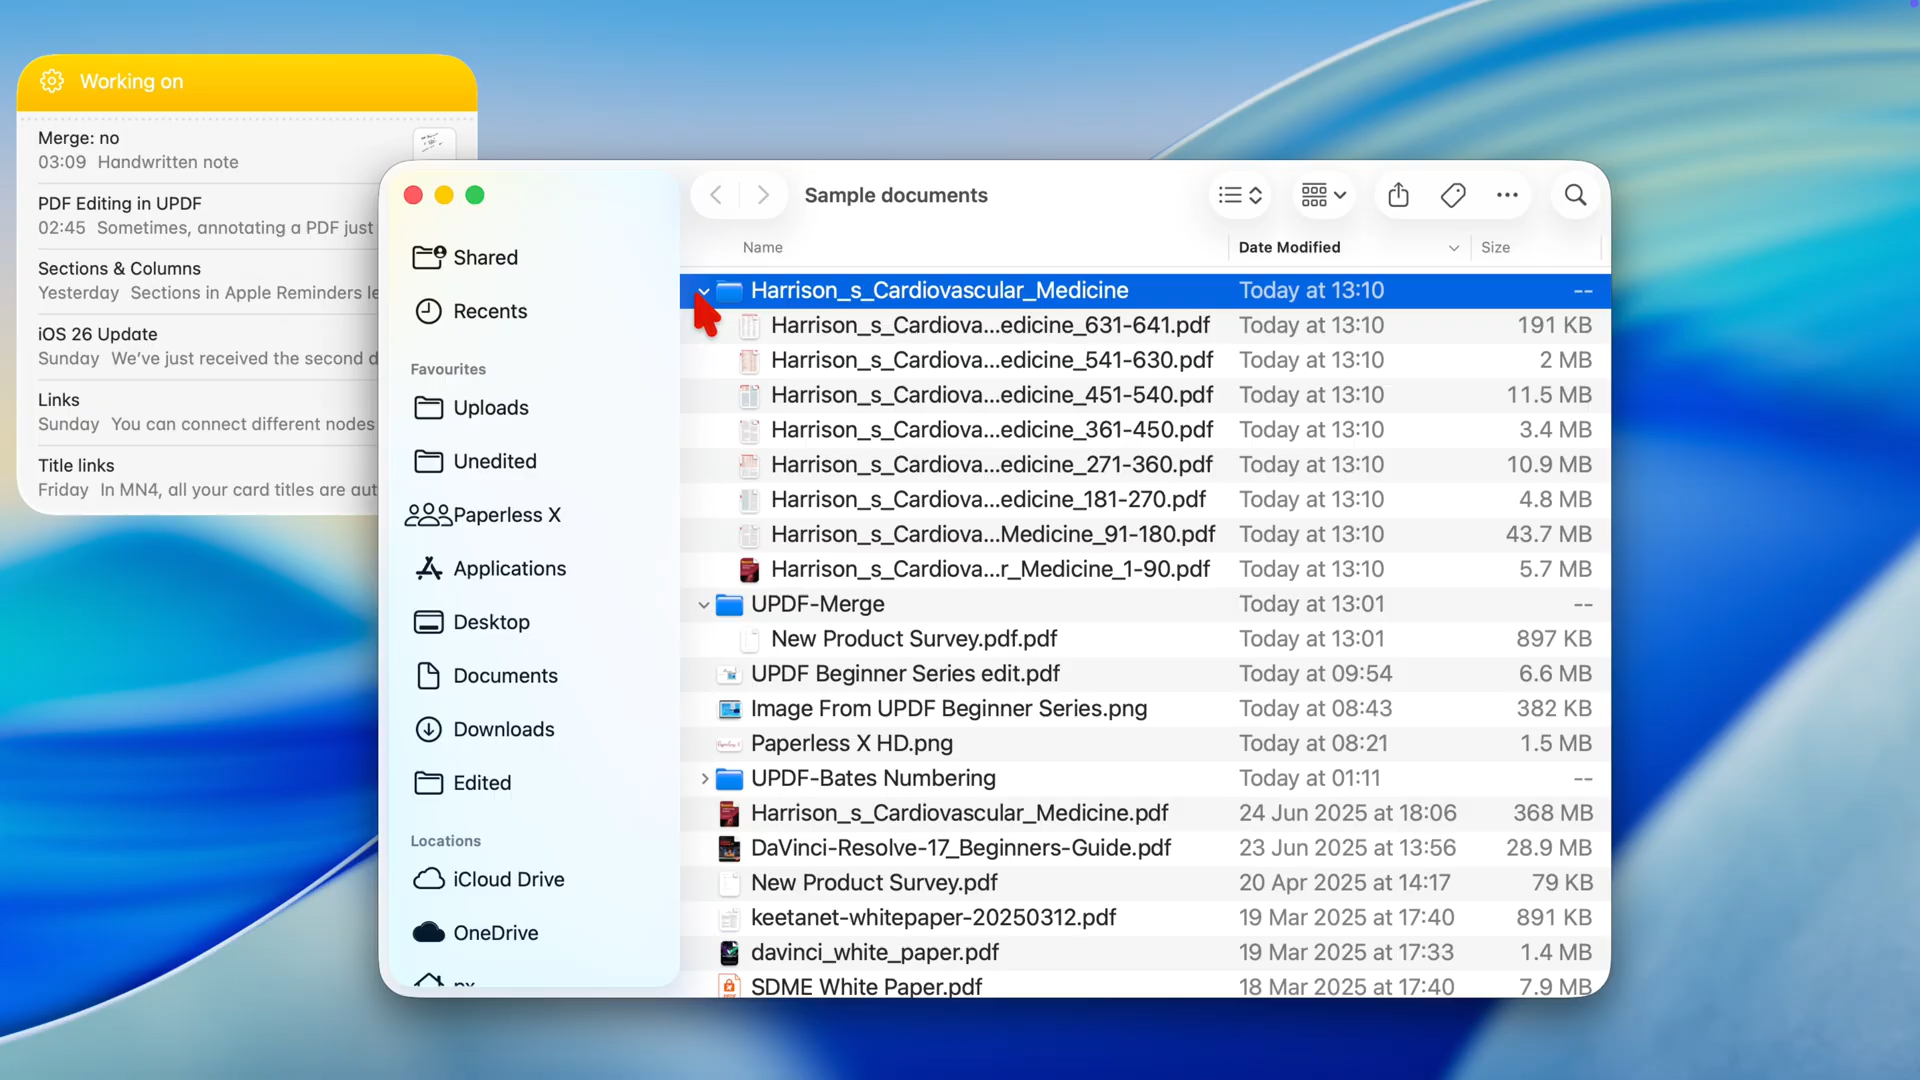 Working on
Merge: no
03:09 Handwritten note
PDF Editing in UPDF
02:45 Sometimes, annotating a PDF just
Sections & Columns
Yesterday Sections in Apple Reminders le
iOS 26 Update
Sunday We've just received the second d
Links
Sunday You can connect different nodes
Title links
Friday In MN4, all your card titles are aut
Shared
Recents
Favourites
Uploads
Unedited
Paperless X
Applications
Desktop
Documents
Downloads
Edited
Locations
iCloud Drive
OneDrive
Sample documents
Name Date Modified Size
Harrison_s_Cardiovascular_Medicine Today at 13:10 --
Harrison_s_Cardiova...edicine_631-641.pdf Today at 13:10 191 KB
Harrison_s_Cardiova...edicine_541-630.pdf Today at 13:10 2 MB
Harrison_s_Cardiova...edicine_451-540.pdf Today at 13:10 11.5 MB
Harrison_s_Cardiova...edicine_361-450.pdf Today at 13:10 3.4 MB
Harrison_s_Cardiova...edicine_271-360.pdf Today at 13:10 10.9 MB
Harrison_s_Cardiova...edicine_181-270.pdf Today at 13:10 4.8 MB
Harrison_s_Cardiova...Medicine_91-180.pdf Today at 13:10 43.7 MB
Harrison_s_Cardiova...r_Medicine_1-90.pdf Today at 13:10 5.7 MB
UPDF-Merge Today at 13:01 --
New Product Survey.pdf.pdf Today at 13:01 897 KB
UPDF Beginner Series edit.pdf Today at 09:54 6.6 MB
Image From UPDF Beginner Series.png Today at 08:43 382 KB
Paperless X HD.png Today at 08:21 1.5 MB
UPDF-Bates Numbering Today at 01:11 --
Harrison_s_Cardiovascular_Medicine.pdf 24 Jun 2025 at 18:06 368 MB
DaVinci-Resolve-17_Beginners-Guide.pdf 23 Jun 2025 at 13:56 28.9 MB
New Product Survey.pdf 20 Apr 2025 at 14:17 79 KB
keetanet-whitepaper-20250312.pdf 19 Mar 2025 at 17:40 891 KB
davinci_white_paper.pdf 19 Mar 2025 at 17:33 1.4 MB
SDME White Paper.pdf 18 Mar 2025 at 17:40 7.9 MB